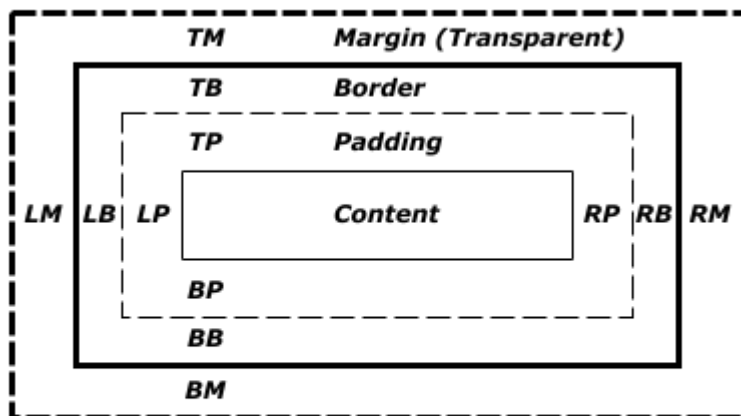 TM Margin (Transparent)
TB Border
TP Padding
LM LB LP Content RP RB RM
BP
BB
BM